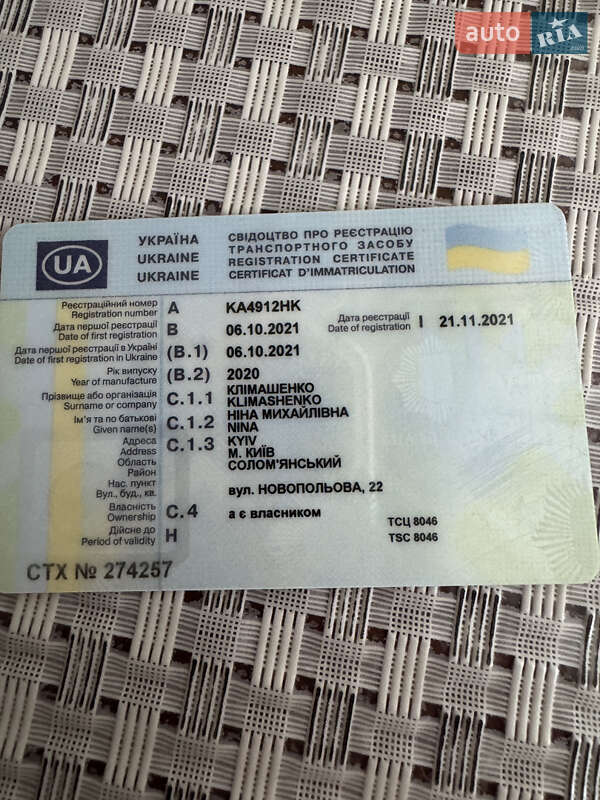 auto RIA.com
УКРАЇНА СВІДОЦТВО ПРО РЕЄСТРАЦІЮ
ТРАНСПОРТНОГО ЗАСОБУ
UKRAINE REGISTRATION CERTIFICATE
UKRAINE CERTIFICAT D'IMMATRICULATION
UA
Реєстраційний номер A KA4912HK
Registration number
Дата реєстрації I 21.11.2021
Date of registration
Дата першої реєстрації B 06.10.2021
Date of first registration
Дата першої реєстрації в Україні (B.1) 06.10.2021
Date of first registration in Ukraine
Рік випуску (B.2) 2020
Year of manufacture
Прізвище або організація C.1.1 КЛІМАШЕНКО
Surname or company KLIMASHENKO
Ім'я та по батькові C.1.2 НІНА МИХАЙЛІВНА
Given name(s) NINA
Адреса C.1.3 KYIV
Address М. КИЇВ
Область СОЛОМ'ЯНСЬКИЙ
Район
Нас. пункт
Вул., буд., кв. вул. НОВОПОЛЬОВА, 22
Власність C.4 а є власником
Ownership
ТСЦ 8046
Дійсне до H
Period of validity
TSC 8046
СТХ № 274257